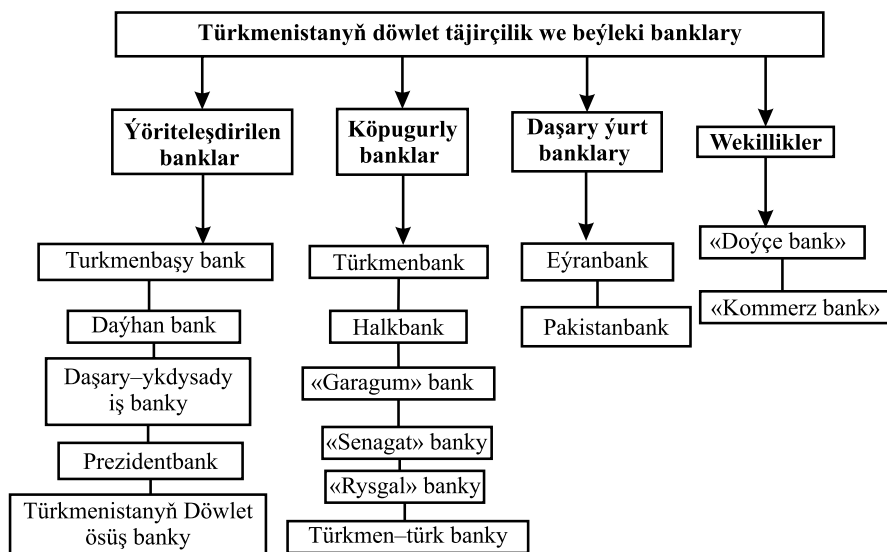 Türkmenistanyň döwlet täjirçilik we beýleki banklary
Ýöriteleşdirilen
banklar
Köpugurly
banklar
Daşary ýurt
banklary
Wekillikler
Turkmenbaşy bank
Daýhan bank
Daşary–ykdysady
iş banky
Prezidentbank
Türkmenistanyň Döwlet
ösüş banky
Türkmenbank
Halkbank
«Garagum» bank
«Senagat» banky
«Rysgal» banky
Türkmen–türk banky
Eýranbank
Pakistanbank
«Doýçe bank»
«Kommerz bank»